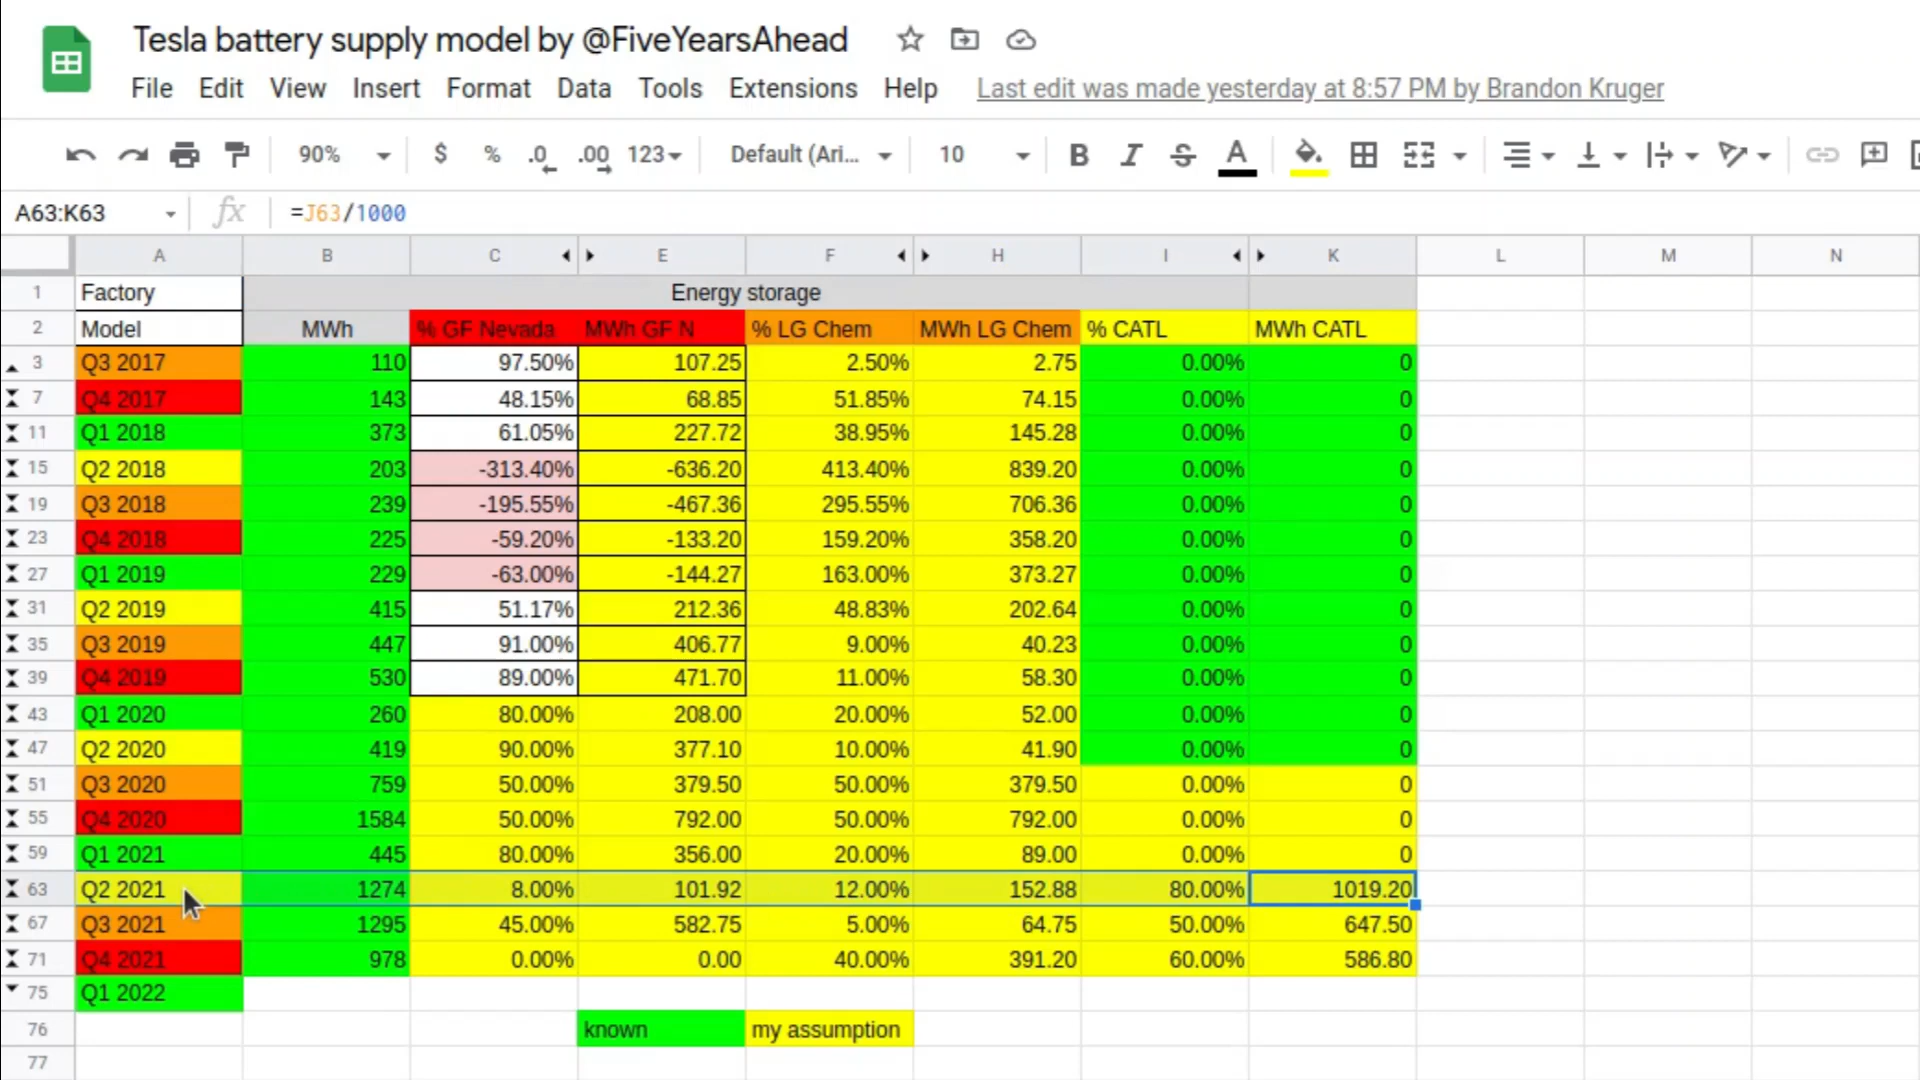 Tesla battery supply model by @FiveYearsAhead
File Edit View Insert Format Data Tools Extensions Help Last edit was made yesterday at 8:57 PM by Brandon Kruger
90% $ % .0 .00 123 Default (Ari... 10 B I S A
A63:K63 fx =J63/1000
A B C E F H I K L M N
1 Factory Energy storage
2 Model MWh % GF Nevada MWh GF N % LG Chem MWh LG Chem % CATL MWh CATL
3 Q3 2017 110 97.50% 107.25 2.50% 2.75 0.00% 0
7 Q4 2017 143 48.15% 68.85 51.85% 74.15 0.00% 0
11 Q1 2018 373 61.05% 227.72 38.95% 145.28 0.00% 0
15 Q2 2018 203 -313.40% -636.20 413.40% 839.20 0.00% 0
19 Q3 2018 239 -195.55% -467.36 295.55% 706.36 0.00% 0
23 Q4 2018 225 -59.20% -133.20 159.20% 358.20 0.00% 0
27 Q1 2019 229 -63.00% -144.27 163.00% 373.27 0.00% 0
31 Q2 2019 415 51.17% 212.36 48.83% 202.64 0.00% 0
35 Q3 2019 447 91.00% 406.77 9.00% 40.23 0.00% 0
39 Q4 2019 530 89.00% 471.70 11.00% 58.30 0.00% 0
43 Q1 2020 260 80.00% 208.00 20.00% 52.00 0.00% 0
47 Q2 2020 419 90.00% 377.10 10.00% 41.90 0.00% 0
51 Q3 2020 759 50.00% 379.50 50.00% 379.50 0.00% 0
55 Q4 2020 1584 50.00% 792.00 50.00% 792.00 0.00% 0
59 Q1 2021 445 80.00% 356.00 20.00% 89.00 0.00% 0
63 Q2 2021 1274 8.00% 101.92 12.00% 152.88 80.00% 1019.20
67 Q3 2021 1295 45.00% 582.75 5.00% 64.75 50.00% 647.50
71 Q4 2021 978 0.00% 0.00 40.00% 391.20 60.00% 586.80
75 Q1 2022
76 known my assumption
77